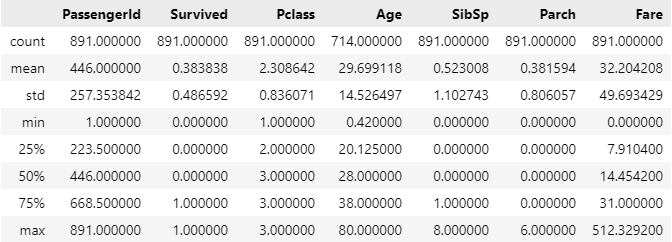 PassengerId Survived Pclass Age SibSp Parch Fare
count 891.000000 891.000000 891.000000 714.000000 891.000000 891.000000 891.000000
mean 446.000000 0.383838 2.308642 29.699118 0.523008 0.381594 32.204208
std 257.353842 0.486592 0.836071 14.526497 1.102743 0.806057 49.693429
min 1.000000 0.000000 1.000000 0.420000 0.000000 0.000000 0.000000
25% 223.500000 0.000000 2.000000 20.125000 0.000000 0.000000 7.910400
50% 446.000000 0.000000 3.000000 28.000000 0.000000 0.000000 14.454200
75% 668.500000 1.000000 3.000000 38.000000 1.000000 0.000000 31.000000
max 891.000000 1.000000 3.000000 80.000000 8.000000 6.000000 512.329200